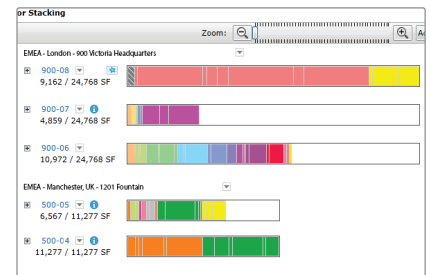 or Stacking
Zoom:
EMEA - London - 900 Victoria Headquarters
900-08
9,162 / 24,768 SF
900-07
4,859 / 24,768 SF
900-06
10,972 / 24,768 SF
EMEA - Manchester, UK - 1201 Fountain
500-05
6,567 / 11,277 SF
500-04
11,277 / 11,277 SF